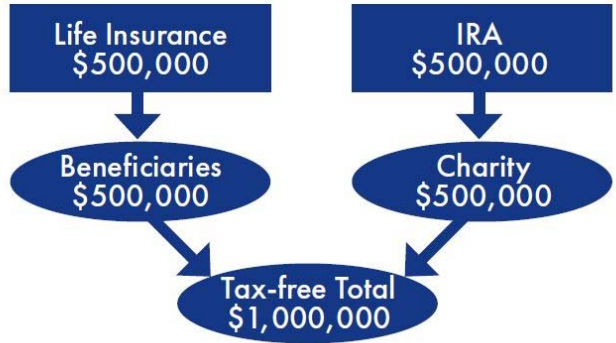 Life Insurance
$500,000
IRA
$500,000
Beneficiaries
$500,000
Charity
$500,000
Tax-free Total
$1,000,000